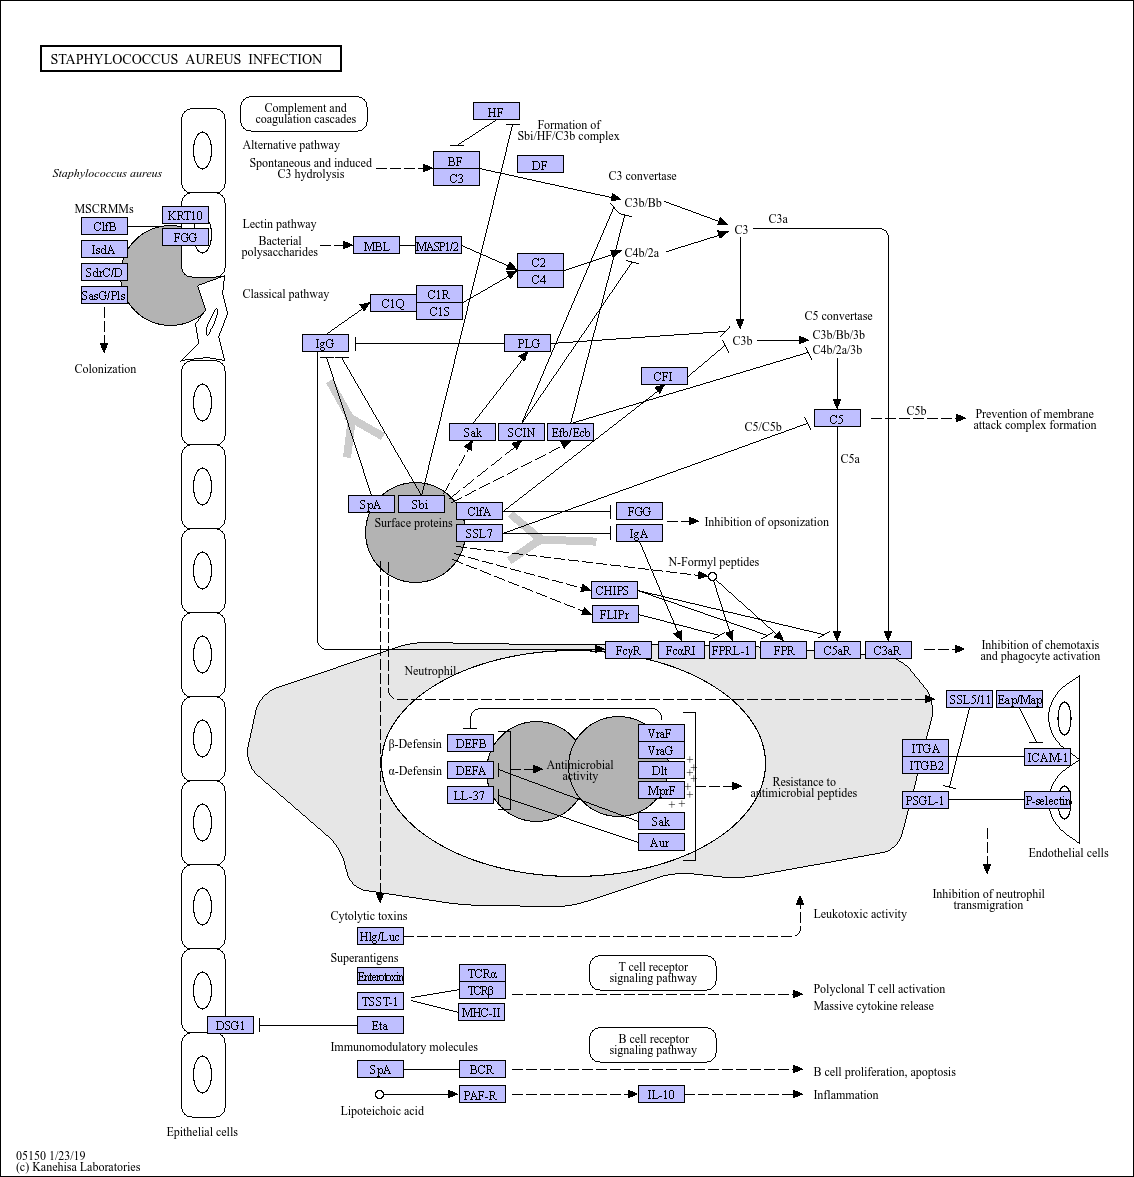 STAPHYLOCOCCUS AUREUS INFECTION
Complement and
coagulation cascades
HF
Formation of
Sbi/HF/C3b complex
Alternative pathway
Spontaneous and induced
C3 hydrolysis
BF
C3
DF
Staphylococcus aureus
C3 convertase
MSCRMMs
ClfB
KRT10
FGG
IsdA
SdrC/D
SasG/Pls
Colonization
C3b/Bb
C3a
C3
Lectin pathway
Bacterial
polysaccharides
MBL
MASP1/2
C2
C4
C4b/2a
Classical pathway
C1Q
C1R
C1S
C5 convertase
C3b/Bb/3b
C4b/2a/3b
IgG
PLG
C3b
CFI
C5
C5b
Prevention of membrane
attack complex formation
C5/C5b
Sak
SCIN
Efb/Ecb
C5a
SpA
Sbi
Surface proteins
ClfA
SSL7
FGG
IgA
Inhibition of opsonization
N-Formyl peptides
CHIPS
FLIPr
FcγR
FcαRI
FPRL-1
FPR
C5aR
C3aR
Inhibition of chemotaxis
and phagocyte activation
Neutrophil
SSL5/11
Eap/Map
β-Defensin
DEFB
α-Defensin
DEFA
LL-37
Antimicrobial
activity
VraF
VraG
Dlt
MprF
+
+
+
+
+
+
+
+
+ +
Sak
Aur
Resistance to
antimicrobial peptides
ITGA
ITGB2
ICAM-1
PSGL-1
P-selectin
Endothelial cells
Inhibition of neutrophil
transmigration
Cytolytic toxins
Hlg/Luc
Leukotoxic activity
Superantigens
Enterotoxin
TSST-1
Eta
DSG1
TCRα
TCRβ
MHC-II
T cell receptor
signaling pathway
Polyclonal T cell activation
Massive cytokine release
Immunomodulatory molecules
B cell receptor
signaling pathway
SpA
BCR
B cell proliferation, apoptosis
Lipoteichoic acid
PAF-R
IL-10
Inflammation
Epithelial cells
05150 1/23/19
(c) Kanehisa Laboratories